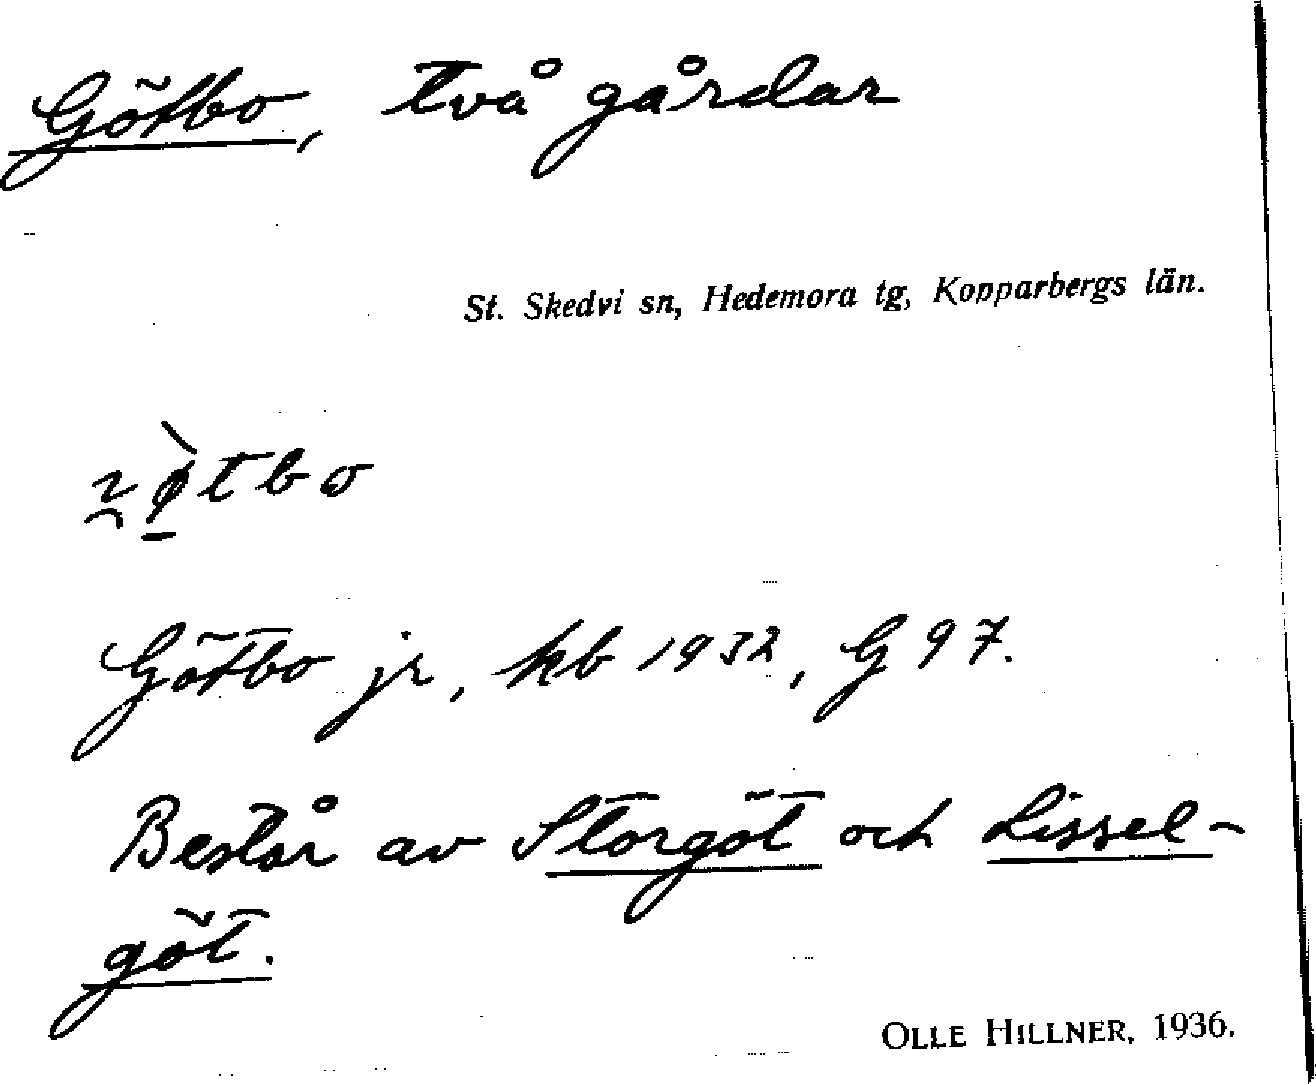 Götbo, två gårdar
St. Skedvi sn, Hedemora tg, Kopparbergs län.
Götbo jr, kb 1932, G 97.
Består av Storgöt och Lissel-
göt.
OLLE HILLNER, 1936.